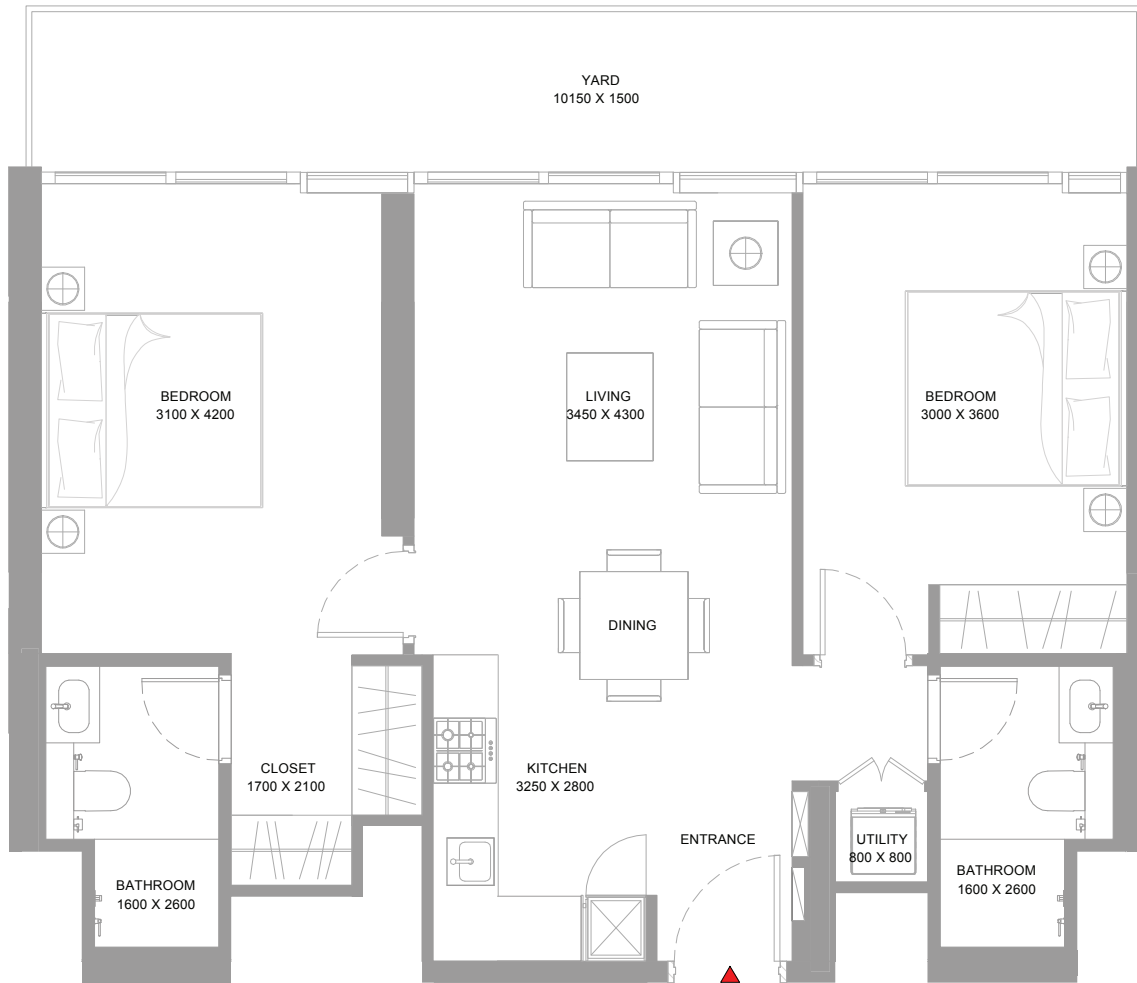 YARD
10150 X 1500
BEDROOM
3100 X 4200
LIVING
3450 X 4300
BEDROOM
3000 X 3600
DINING
CLOSET
1700 X 2100
KITCHEN
3250 X 2800
ENTRANCE
UTILITY
800 X 800
BATHROOM
1600 X 2600
BATHROOM
1600 X 2600